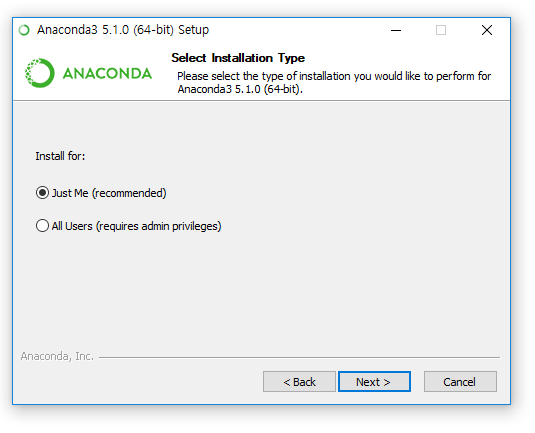 Anaconda3 5.1.0 (64-bit) Setup
ANACONDA
Select Installation Type
Please select the type of installation you would like to perform for
Anaconda3 5.1.0 (64-bit).
Install for:
Just Me (recommended)
All Users (requires admin privileges)
Anaconda, Inc.
< Back Next > Cancel